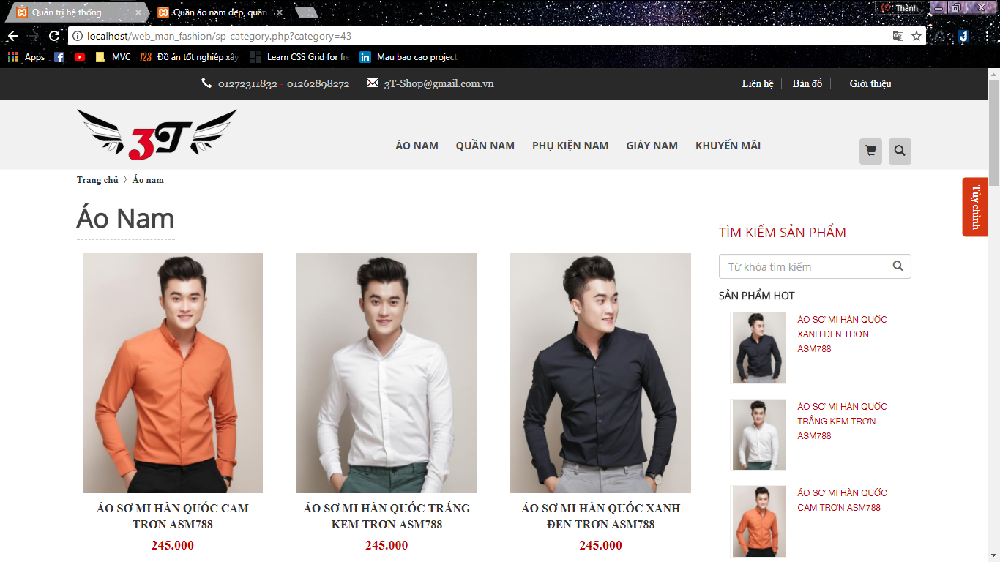 Quản trị hệ thống
Quần áo nam đẹp, quần
Thành
localhost/web_man_fashion/sp-category.php?category=43
Apps
MVC
123 Đồ án tốt nghiệp xây
Learn CSS Grid for fre
in Mau bao cao project
01272311832 - 01262898272
3T-Shop@gmail.com.vn
Liên hệ
Bản đồ
Giới thiệu
3T
ÁO NAM
QUẦN NAM
PHỤ KIỆN NAM
GIÀY NAM
KHUYẾN MÃI
Trang chủ 〉 Áo nam
Tùy chỉnh
Áo Nam
ÁO SƠ MI HÀN QUỐC CAM
TRƠN ASM788
245.000
ÁO SƠ MI HÀN QUỐC TRẮNG
KEM TRƠN ASM788
245.000
ÁO SƠ MI HÀN QUỐC XANH
ĐEN TRƠN ASM788
245.000
TÌM KIẾM SẢN PHẨM
Từ khóa tìm kiếm
SẢN PHẨM HOT
ÁO SƠ MI HÀN QUỐC
XANH ĐEN TRƠN
ASM788
ÁO SƠ MI HÀN QUỐC
TRẮNG KEM TRƠN
ASM788
ÁO SƠ MI HÀN QUỐC
CAM TRƠN ASM788